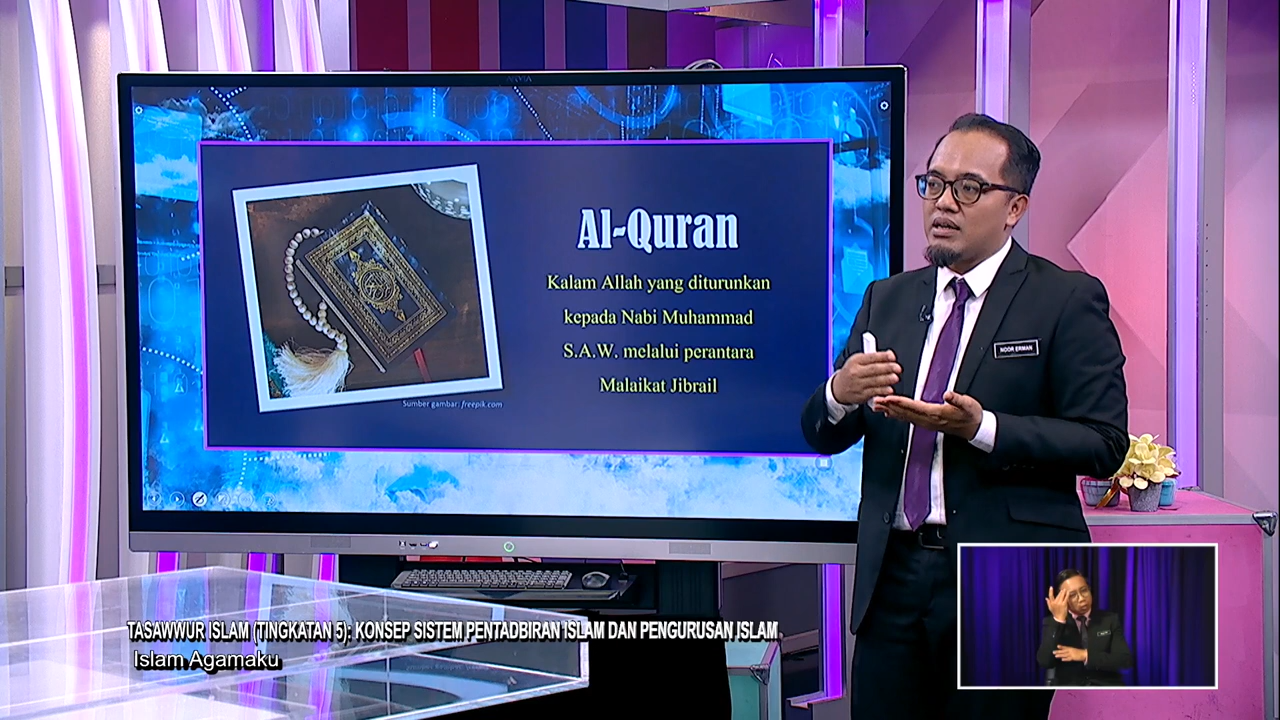 Al-Quran
Kalam Allah yang diturunkan
kepada Nabi Muhammad
S.A.W. melalui perantara
Malaikat Jibrail
Sumber gambar: freepik.com
NOOR ERMAN
TASAWWUR ISLAM (TINGKATAN 5): KONSEP SISTEM PENTADBIRAN ISLAM DAN PENGURUSAN ISLAM
Islam Agamaku